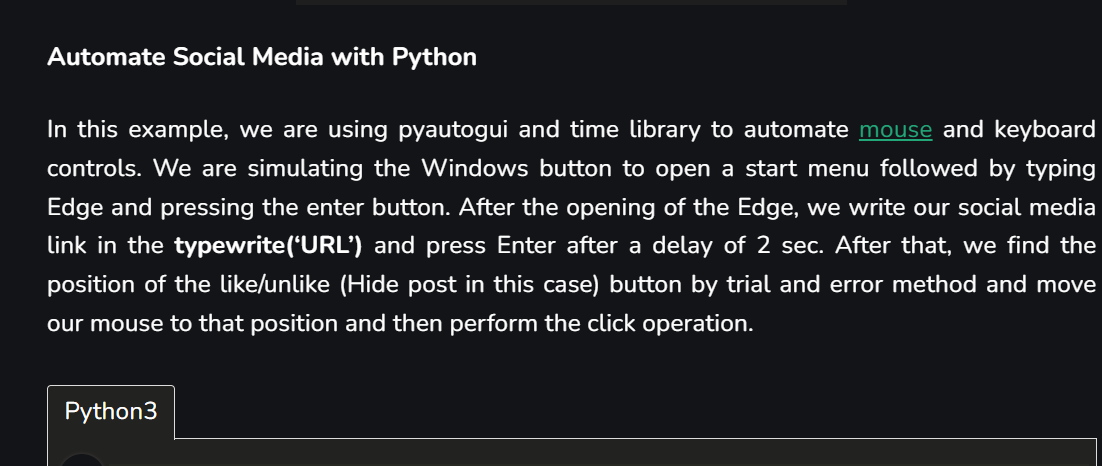 Automate Social Media with Python
In this example, we are using pyautogui and time library to automate mouse and keyboard
controls. We are simulating the Windows button to open a start menu followed by typing
Edge and pressing the enter button. After the opening of the Edge, we write our social media
link in the typewrite(‘URL’) and press Enter after a delay of 2 sec. After that, we find the
position of the like/unlike (Hide post in this case) button by trial and error method and move
our mouse to that position and then perform the click operation.
Python3